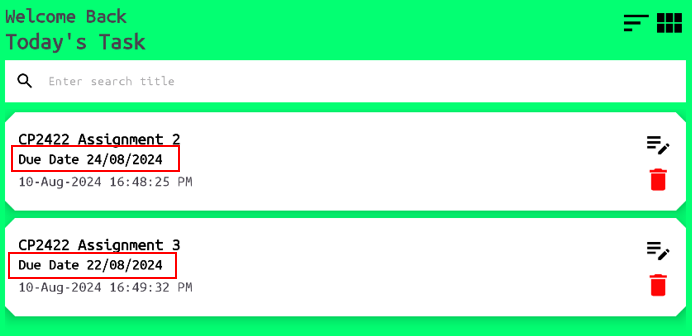 Welcome Back
Today's Task
Enter search title
CP2422 Assignment 2
Due Date 24/08/2024
10-Aug-2024 16:48:25 PM
CP2422 Assignment 3
Due Date 22/08/2024
10-Aug-2024 16:49:32 PM